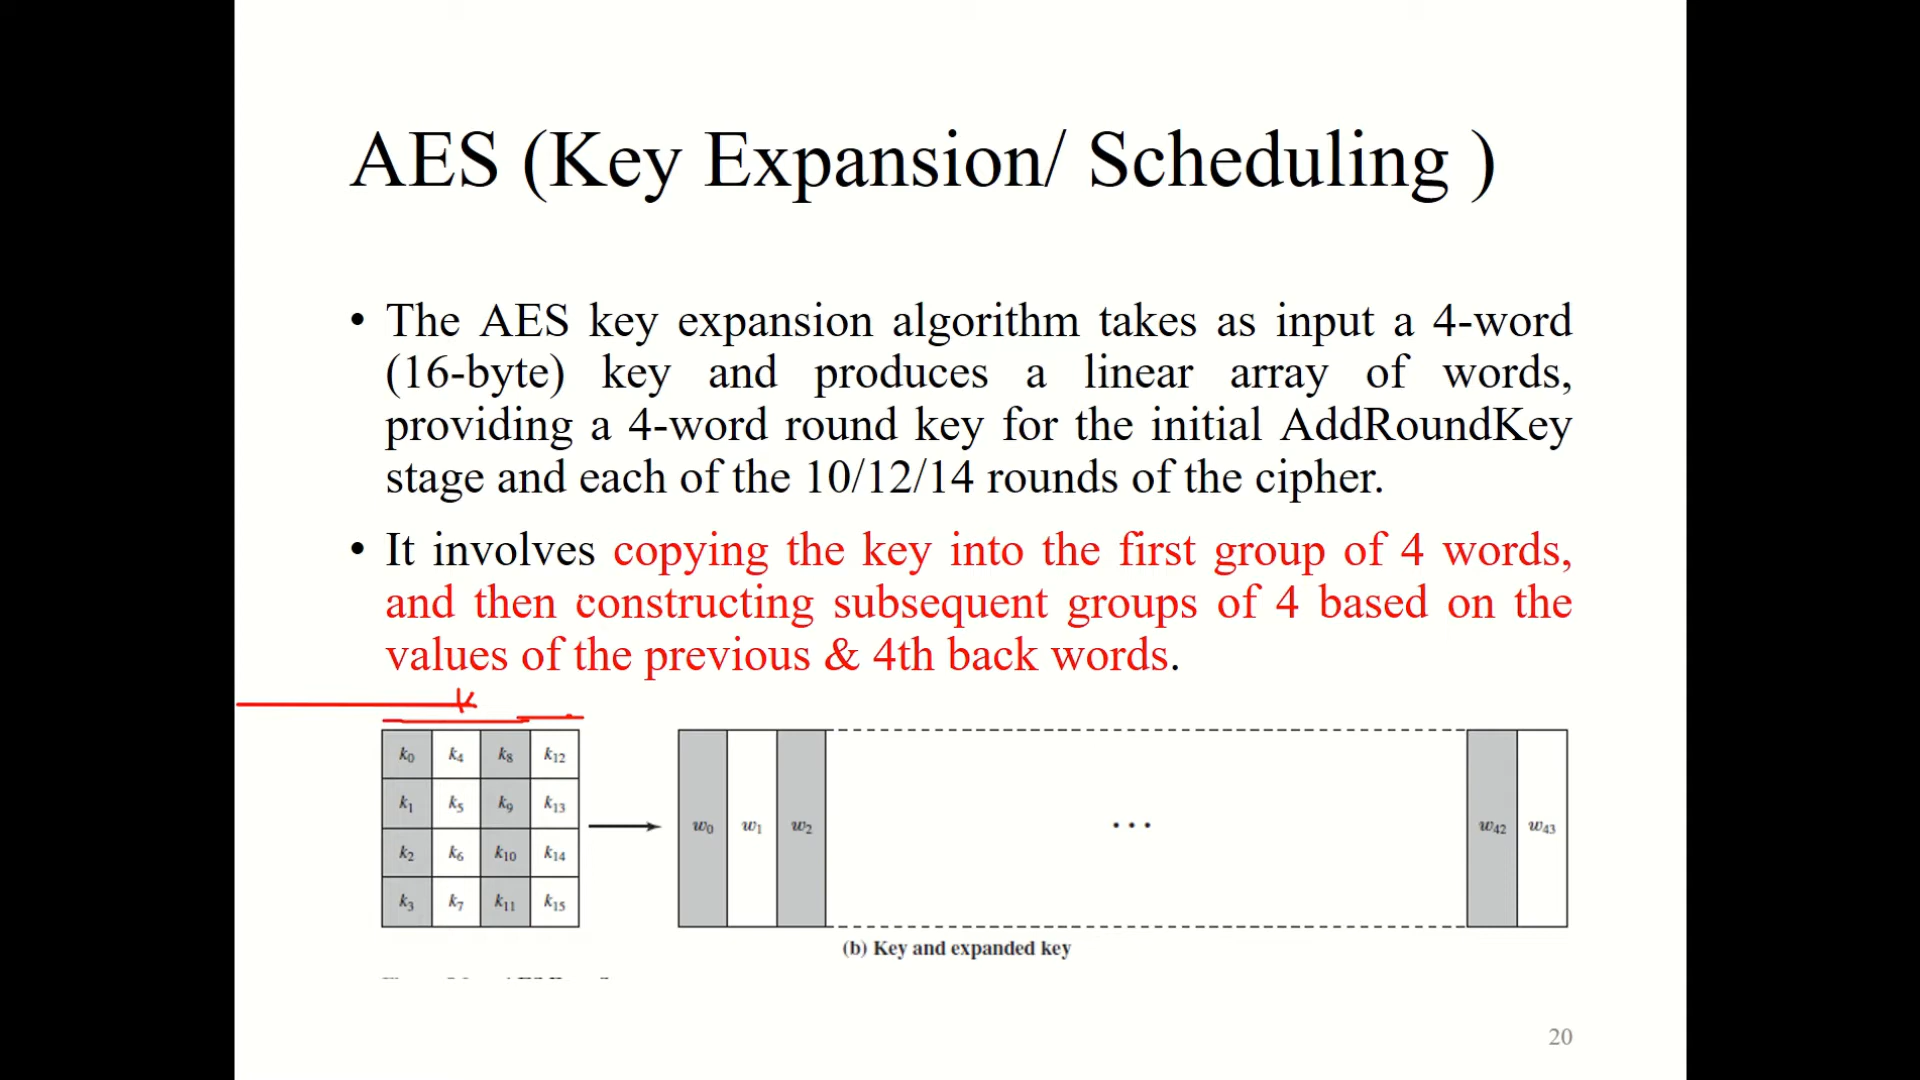 AES (Key Expansion/ Scheduling )
• The AES key expansion algorithm takes as input a 4-word
(16-byte) key and produces a linear array of words,
providing a 4-word round key for the initial AddRoundKey
stage and each of the 10/12/14 rounds of the cipher.
• It involves copying the key into the first group of 4 words,
and then constructing subsequent groups of 4 based on the
values of the previous & 4th back words.
k
k0 k4 k8 k12
k1 k5 k9 k13
k2 k6 k10 k14
k3 k7 k11 k15
w0 w1 w2 ... w42 w43
(b) Key and expanded key
20